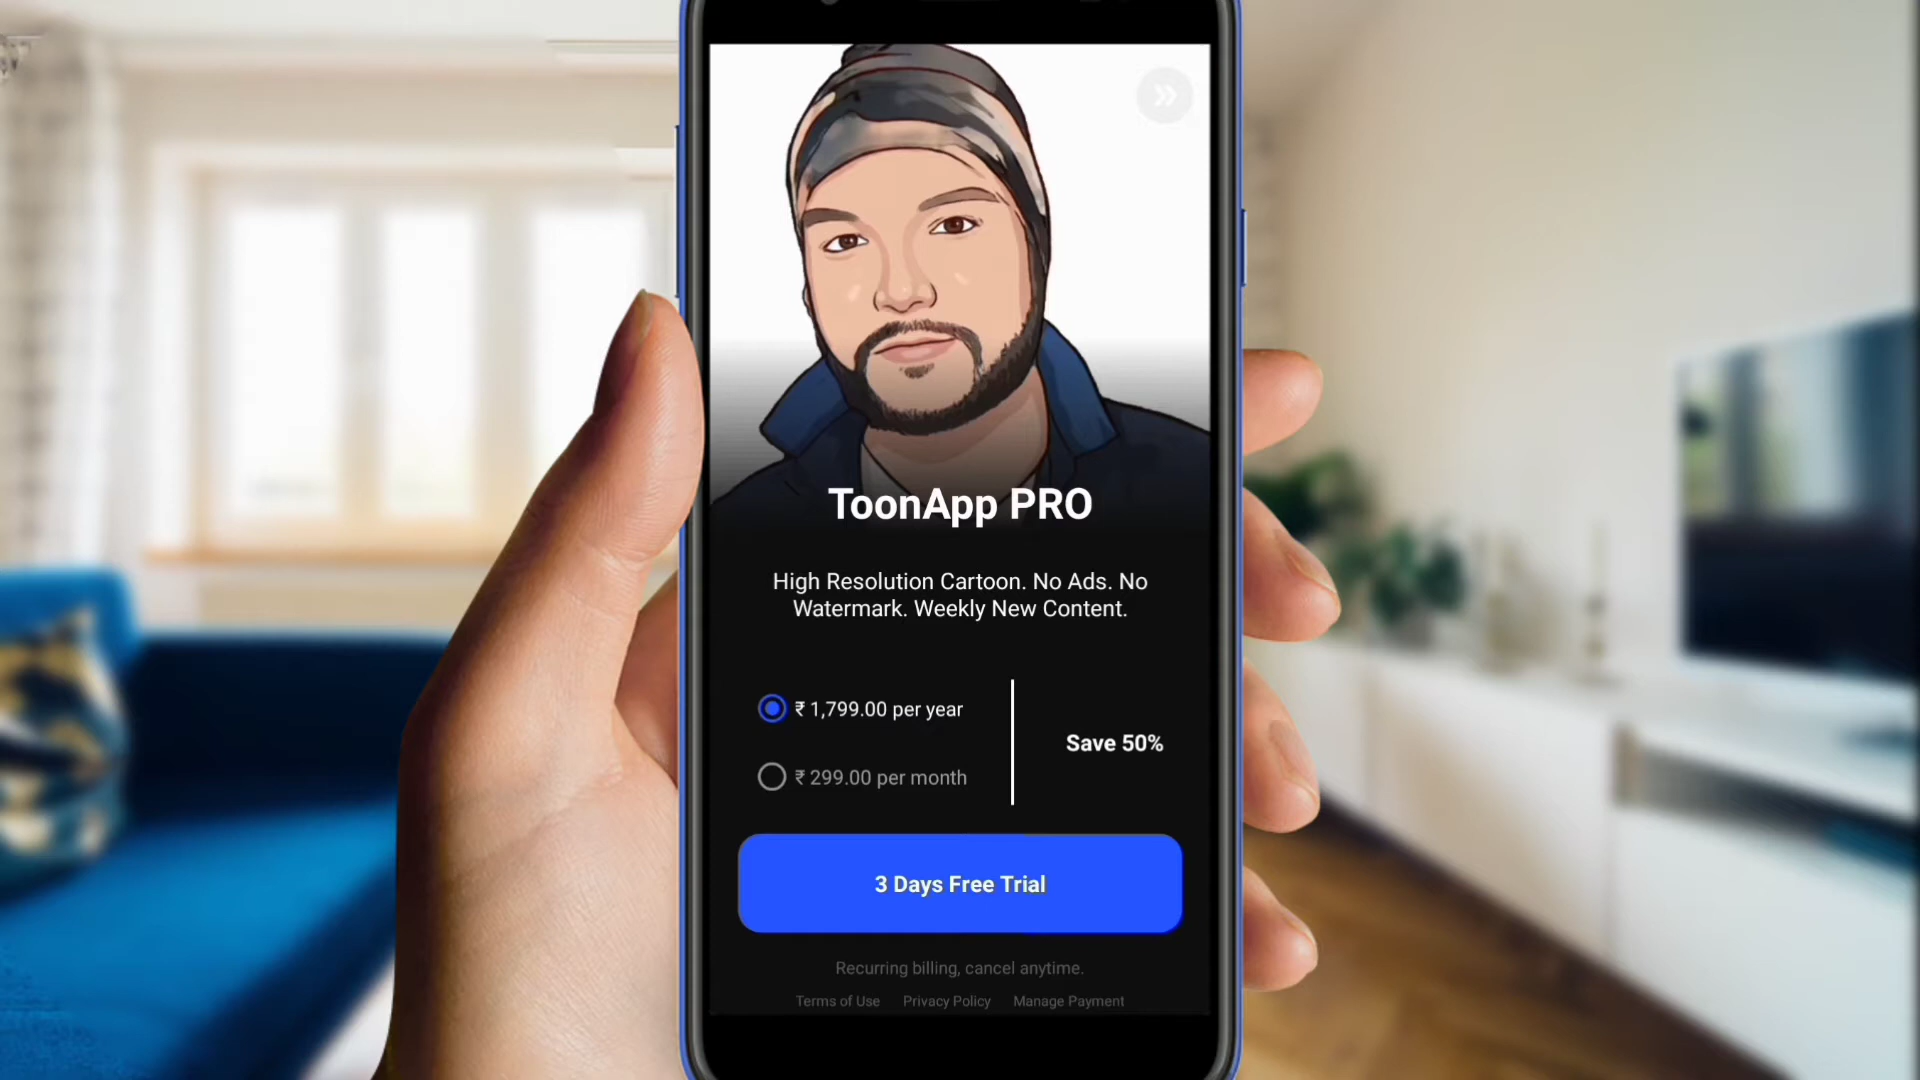 ToonApp PRO
High Resolution Cartoon. No Ads. No
Watermark. Weekly New Content.
₹ 1,799.00 per year
₹ 299.00 per month
Save 50%
3 Days Free Trial
Recurring billing, cancel anytime.
Terms of Use Privacy Policy Manage Payment